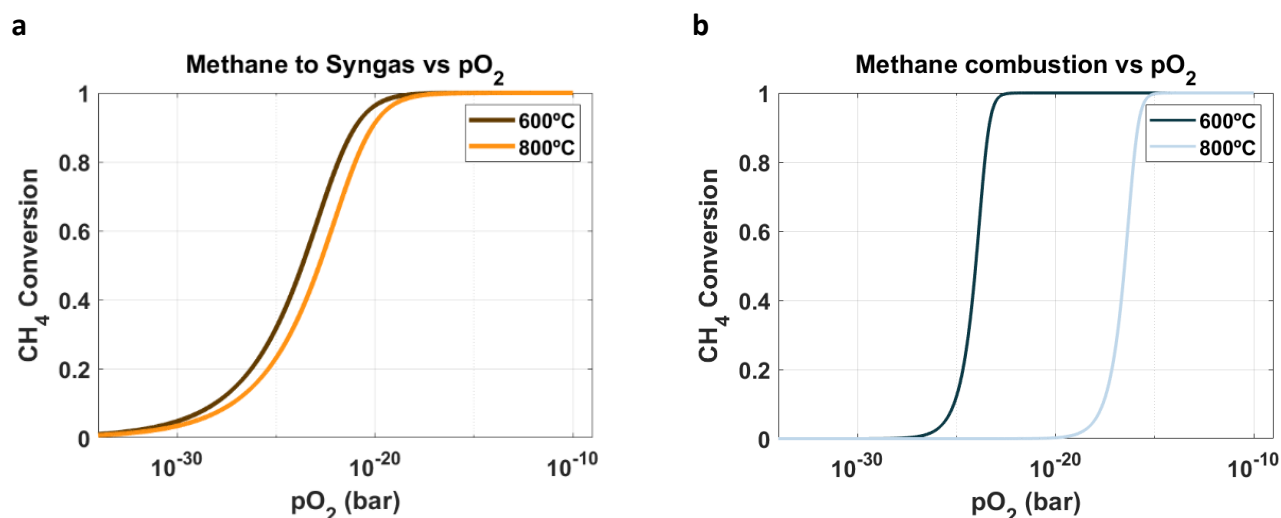 a
Methane to Syngas vs pO2
1
0.8
0.6
0.4
0.2
0
CH4 Conversion
600ºC
800ºC
10-30
10-20
10-10
pO2 (bar)
b
Methane combustion vs pO2
1
0.8
0.6
0.4
0.2
0
CH4 Conversion
600ºC
800ºC
10-30
10-20
10-10
pO2 (bar)